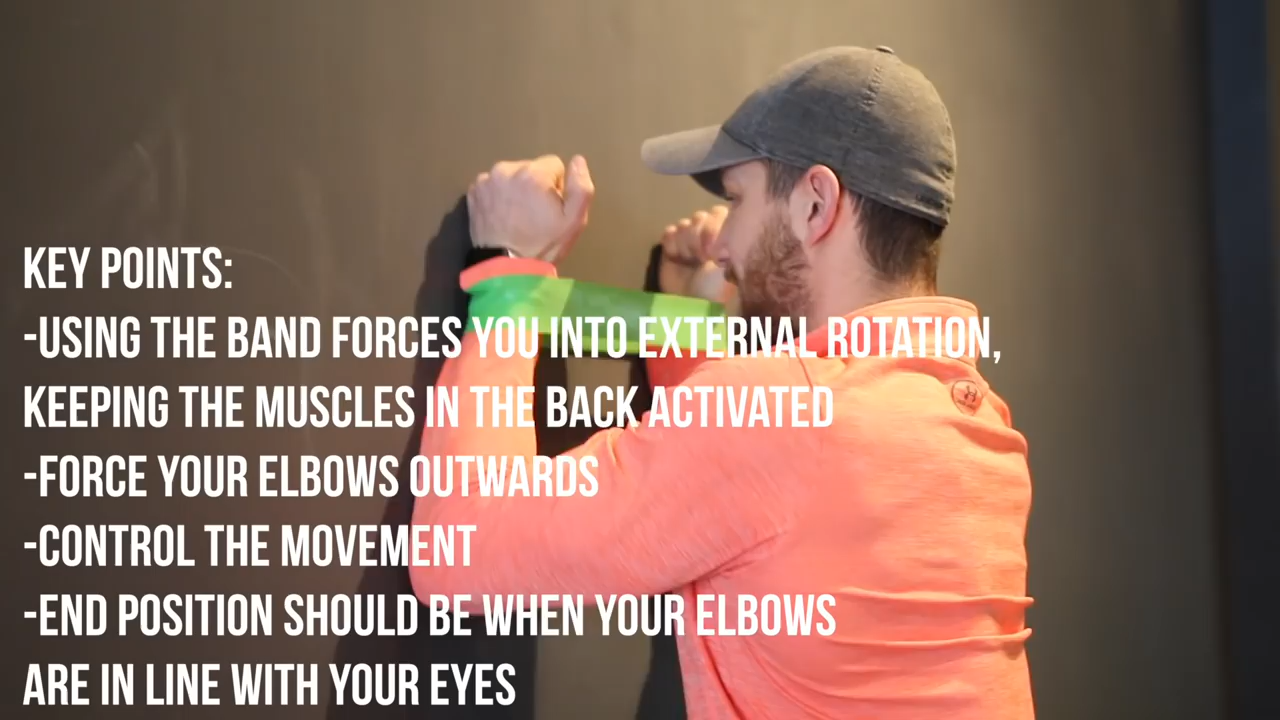 KEY POINTS:
-USING THE BAND FORCES YOU INTO EXTERNAL ROTATION,
KEEPING THE MUSCLES IN THE BACK ACTIVATED
-FORCE YOUR ELBOWS OUTWARDS
-CONTROL THE MOVEMENT
-END POSITION SHOULD BE WHEN YOUR ELBOWS
ARE IN LINE WITH YOUR EYES